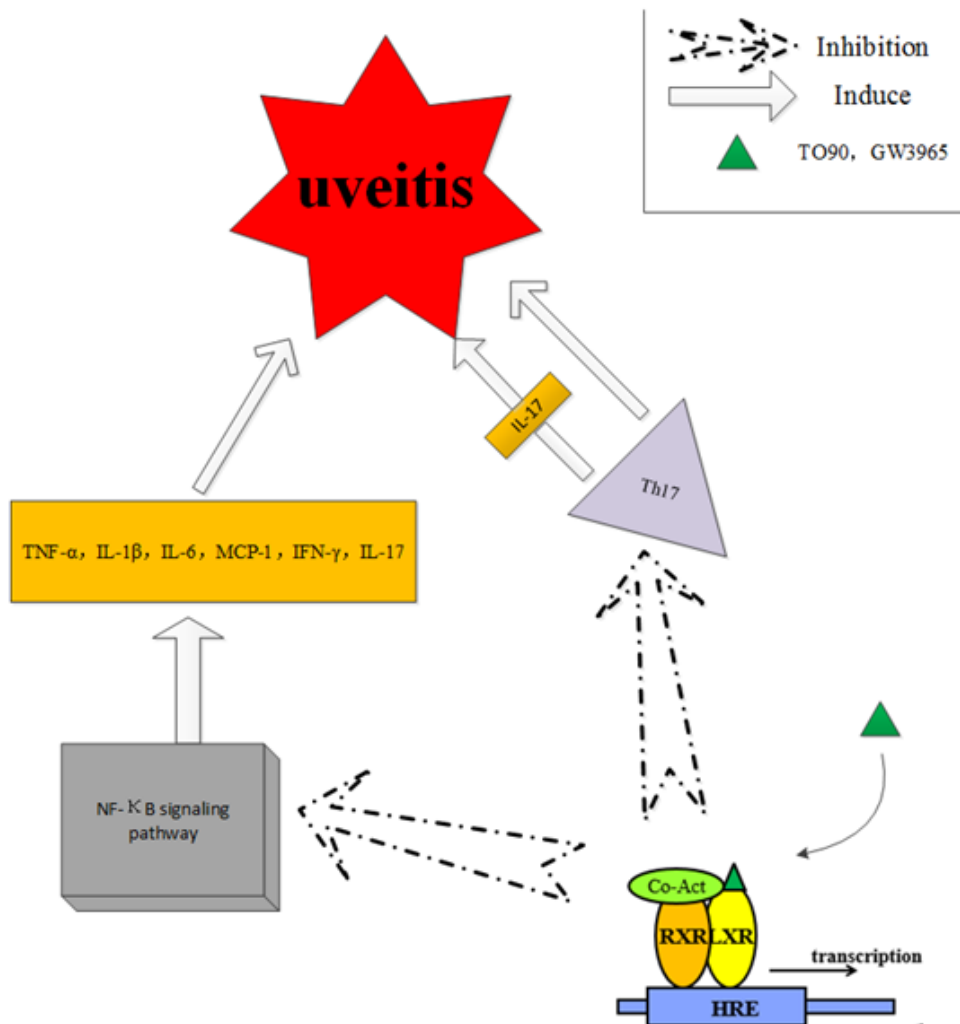 Inhibition
Induce
TO90，GW3965
uveitis
IL-17
Th17
TNF-α，IL-1β，IL-6，MCP-1，IFN-γ，IL-17
NF-κB signaling
pathway
Co-Act
RXR LXR
transcription
HRE